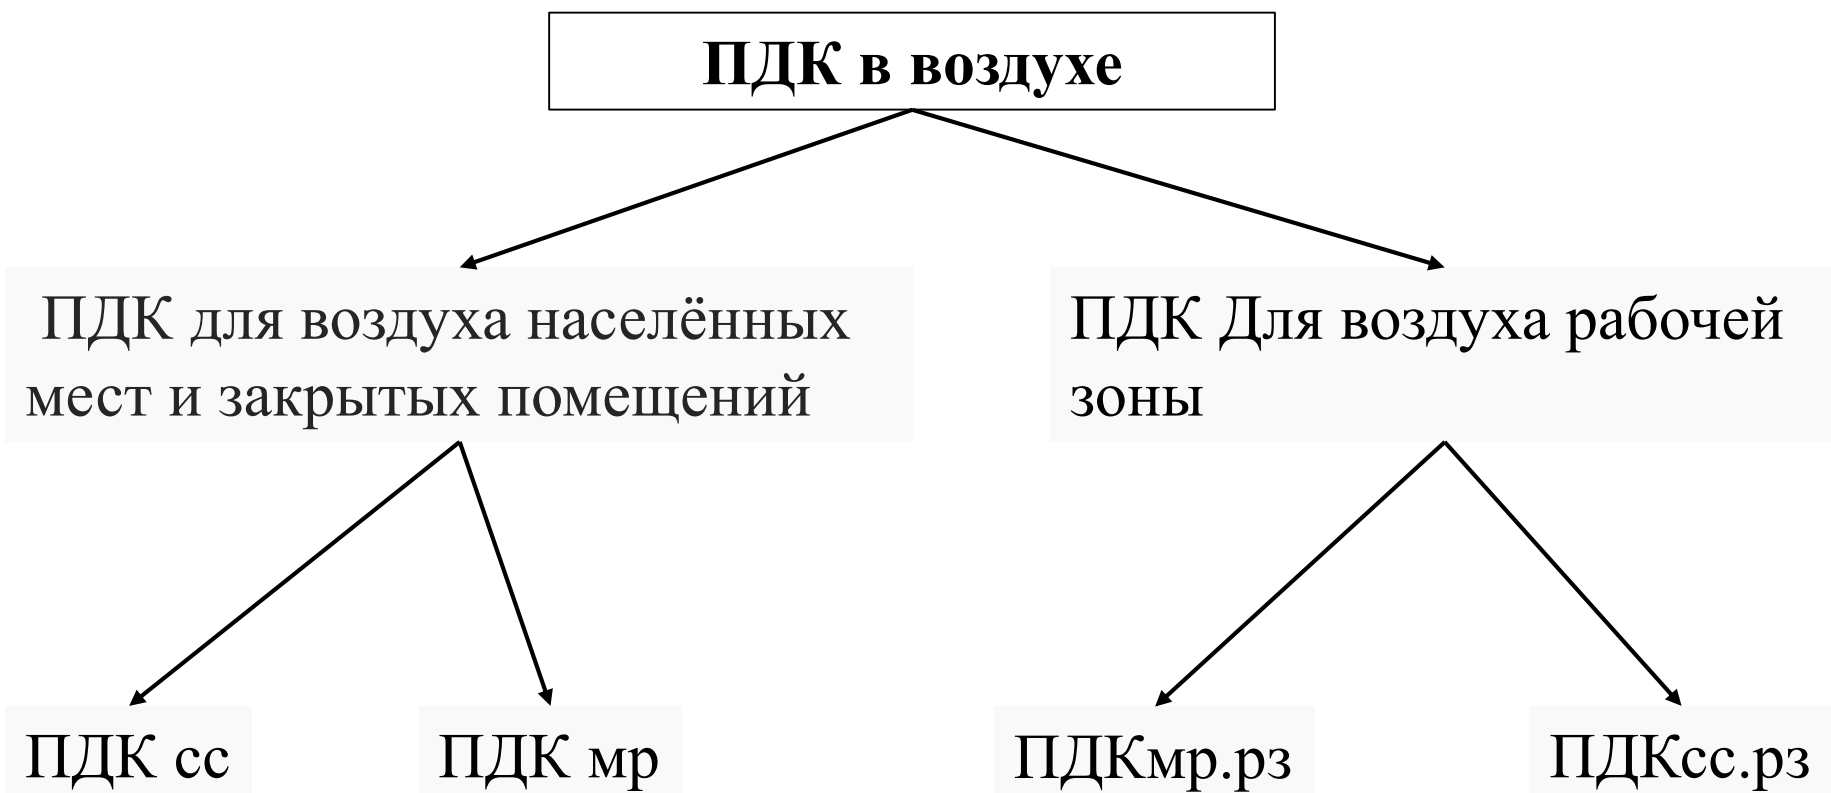 ПДК в воздухе
ПДК для воздуха населённых
мест и закрытых помещений
ПДК Для воздуха рабочей
зоны
ПДК сс
ПДК мр
ПДКмр.рз
ПДКсс.рз